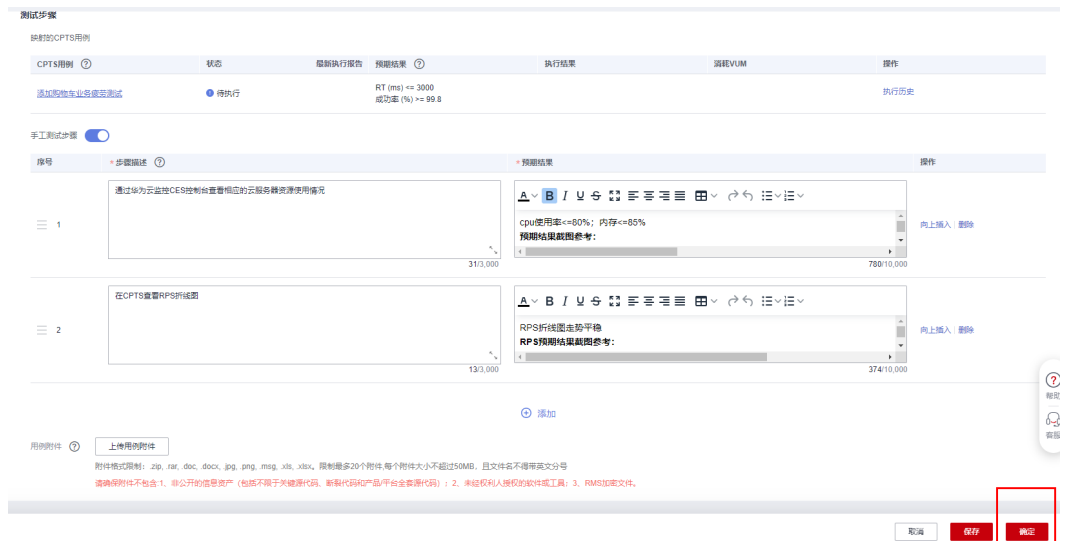 测试步骤
映射的CPTS用例
CPTS用例 ? 状态 最新执行报告 预期结果 ? 执行结果 消耗VUM 操作
添加购物车业务疲劳测试 待执行 RT (ms) <= 3000 执行历史
成功率 (%) >= 99.8
手工测试步骤
序号 * 步骤描述 ? * 预期结果 操作
通过华为云监控CES控制台查看相应的云服务器资源使用情况
A B I U S
1 cpu使用率<=80%；内存<=85% 向上插入 删除
预期结果截图参考：
31/3,000 780/10,000
在CPTS查看RPS折线图
A B I U S
2 RPS折线图走势平稳 向上插入 删除
RPS预期结果截图参考：
13/3,000 374/10,000
? 帮助
添加
客服
用例附件 ? 上传用例附件
附件格式限制：.zip, .rar, .doc, .docx, .jpg, .png, .msg, .xls, .xlsx。限制最多20个附件,每个附件大小不超过50MB，且文件名不得带英文分号
请确保附件不包含:1、非公开的信息资产（包括不限于关键源代码、新裂代码和产品/平台全套源代码）；2、未经权利人授权的软件或工具；3、RMS加密文件。
取消 保存 确定